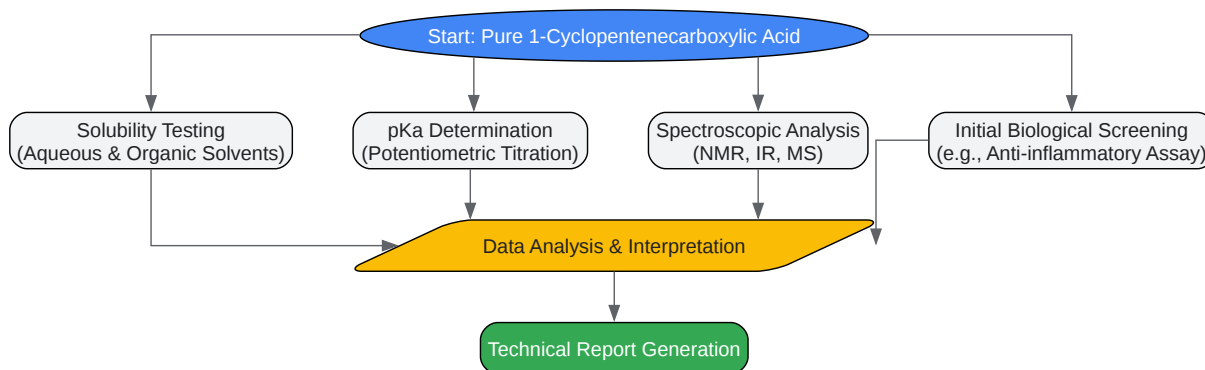 Start: Pure 1-Cyclopentenecarboxylic Acid
Solubility Testing
(Aqueous & Organic Solvents)
pKa Determination
(Potentiometric Titration)
Spectroscopic Analysis
(NMR, IR, MS)
Initial Biological Screening
(e.g., Anti-inflammatory Assay)
Data Analysis & Interpretation
Technical Report Generation